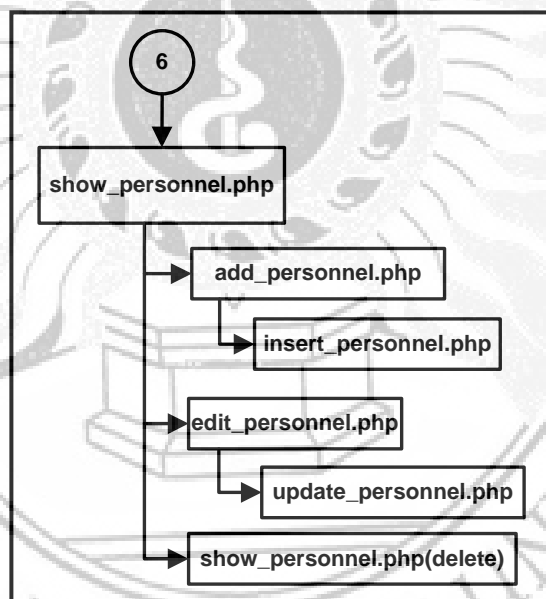 6
show_personnel.php
add_personnel.php
insert_personnel.php
edit_personnel.php
update_personnel.php
show_personnel.php(delete)